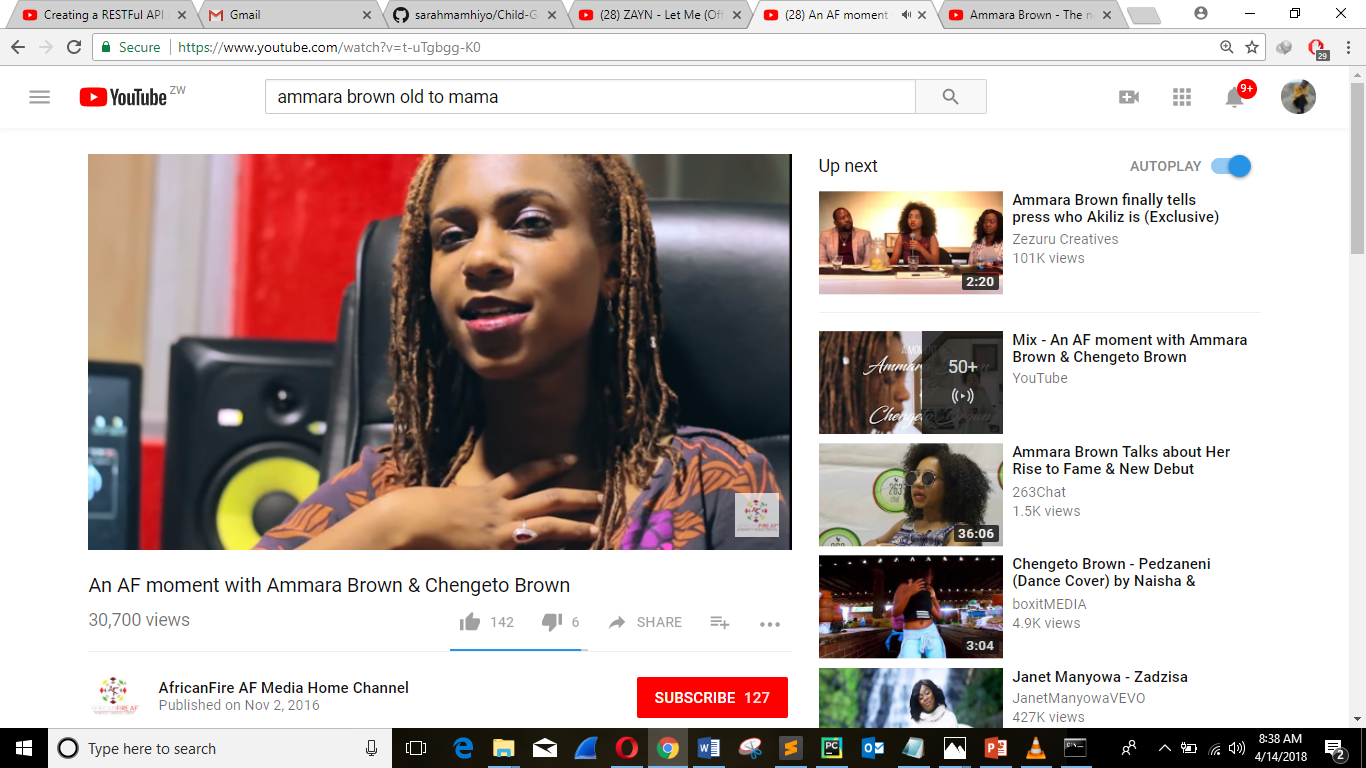 Creating a RESTFul API
Gmail
sarahmamhiyo/Child-G
(28) ZAYN - Let Me (Off
(28) An AF moment
Ammara Brown - The n
Secure
https://www.youtube.com/watch?v=t-uTgbgg-K0
29
YouTube ZW
ammara brown old to mama
9+
Up next
AUTOPLAY
Ammara Brown finally tells
press who Akiliz is (Exclusive)
Zezuru Creatives
101K views
2:20
Mix - An AF moment with Ammara
Brown & Chengeto Brown
YouTube
50+
Ammara Brown Talks about Her
Rise to Fame & New Debut
263Chat
1.5K views
36:06
Chengeto Brown - Pedzaneni
(Dance Cover) by Naisha &
boxitMEDIA
4.9K views
3:04
Janet Manyowa - Zadzisa
JanetManyowaVEVO
427K views
An AF moment with Ammara Brown & Chengeto Brown
30,700 views
142
6
SHARE
AfricanFire AF Media Home Channel
Published on Nov 2, 2016
SUBSCRIBE 127
Type here to search
8:38 AM
4/14/2018
2